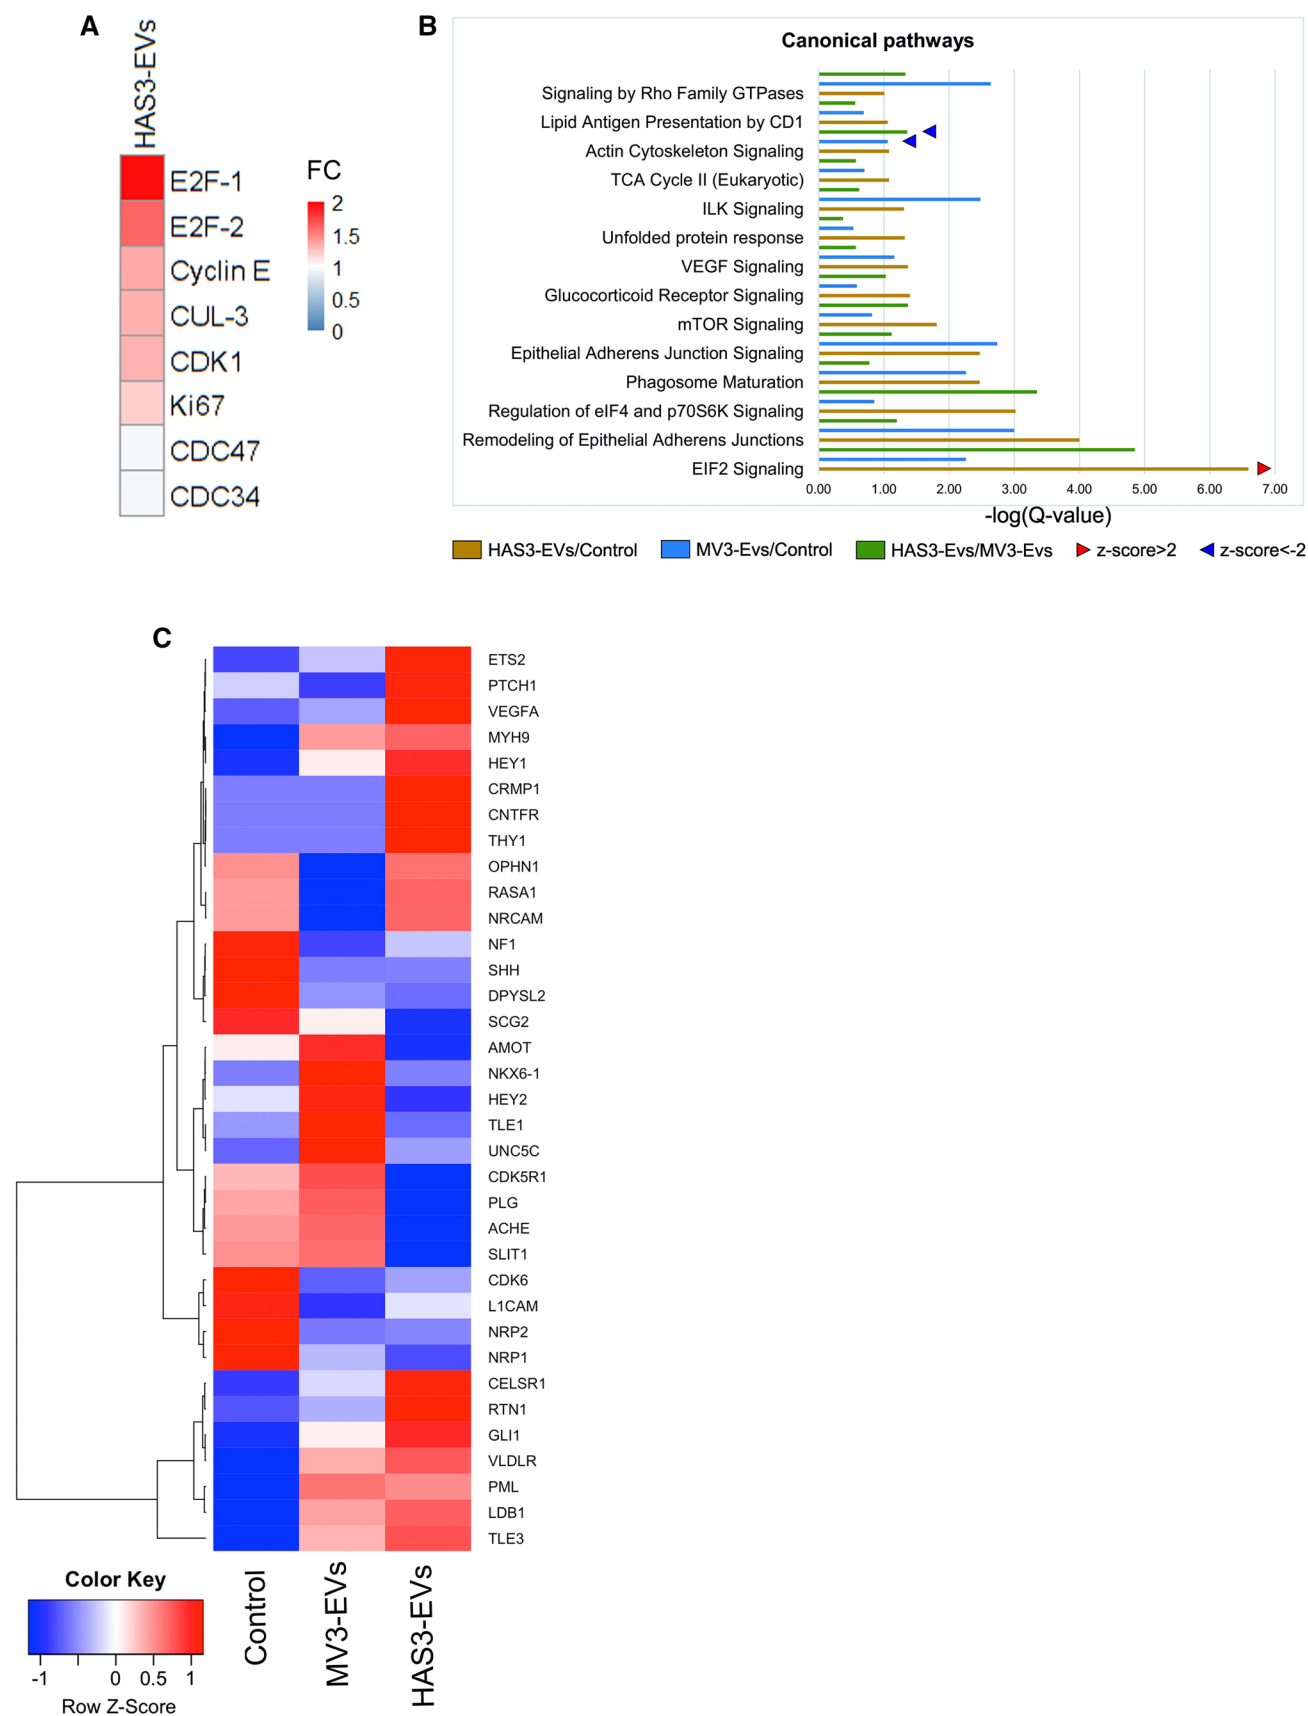 A
HAS3-EVs
E2F-1
E2F-2
Cyclin E
CUL-3
CDK1
Ki67
CDC47
CDC34
FC
2
1.5
1
0.5
0
B
Canonical pathways
Signaling by Rho Family GTPases
Lipid Antigen Presentation by CD1
Actin Cytoskeleton Signaling
TCA Cycle II (Eukaryotic)
ILK Signaling
Unfolded protein response
VEGF Signaling
Glucocorticoid Receptor Signaling
mTOR Signaling
Epithelial Adherens Junction Signaling
Phagosome Maturation
Regulation of eIF4 and p70S6K Signaling
Remodeling of Epithelial Adherens Junctions
EIF2 Signaling
0.00 1.00 2.00 3.00 4.00 5.00 6.00 7.00
-log(Q-value)
HAS3-EVs/Control MV3-Evs/Control HAS3-Evs/MV3-Evs z-score>2 z-score<-2
C
ETS2
PTCH1
VEGFA
MYH9
HEY1
CRMP1
CNTFR
THY1
OPHN1
RASA1
NRCAM
NF1
SHH
DPYSL2
SCG2
AMOT
NKX6-1
HEY2
TLE1
UNC5C
CDK5R1
PLG
ACHE
SLIT1
CDK6
L1CAM
NRP2
NRP1
CELSR1
RTN1
GLI1
VLDLR
PML
LDB1
TLE3
Control
MV3-EVs
HAS3-EVs
Color Key
-1 0 0.5 1
Row Z-Score